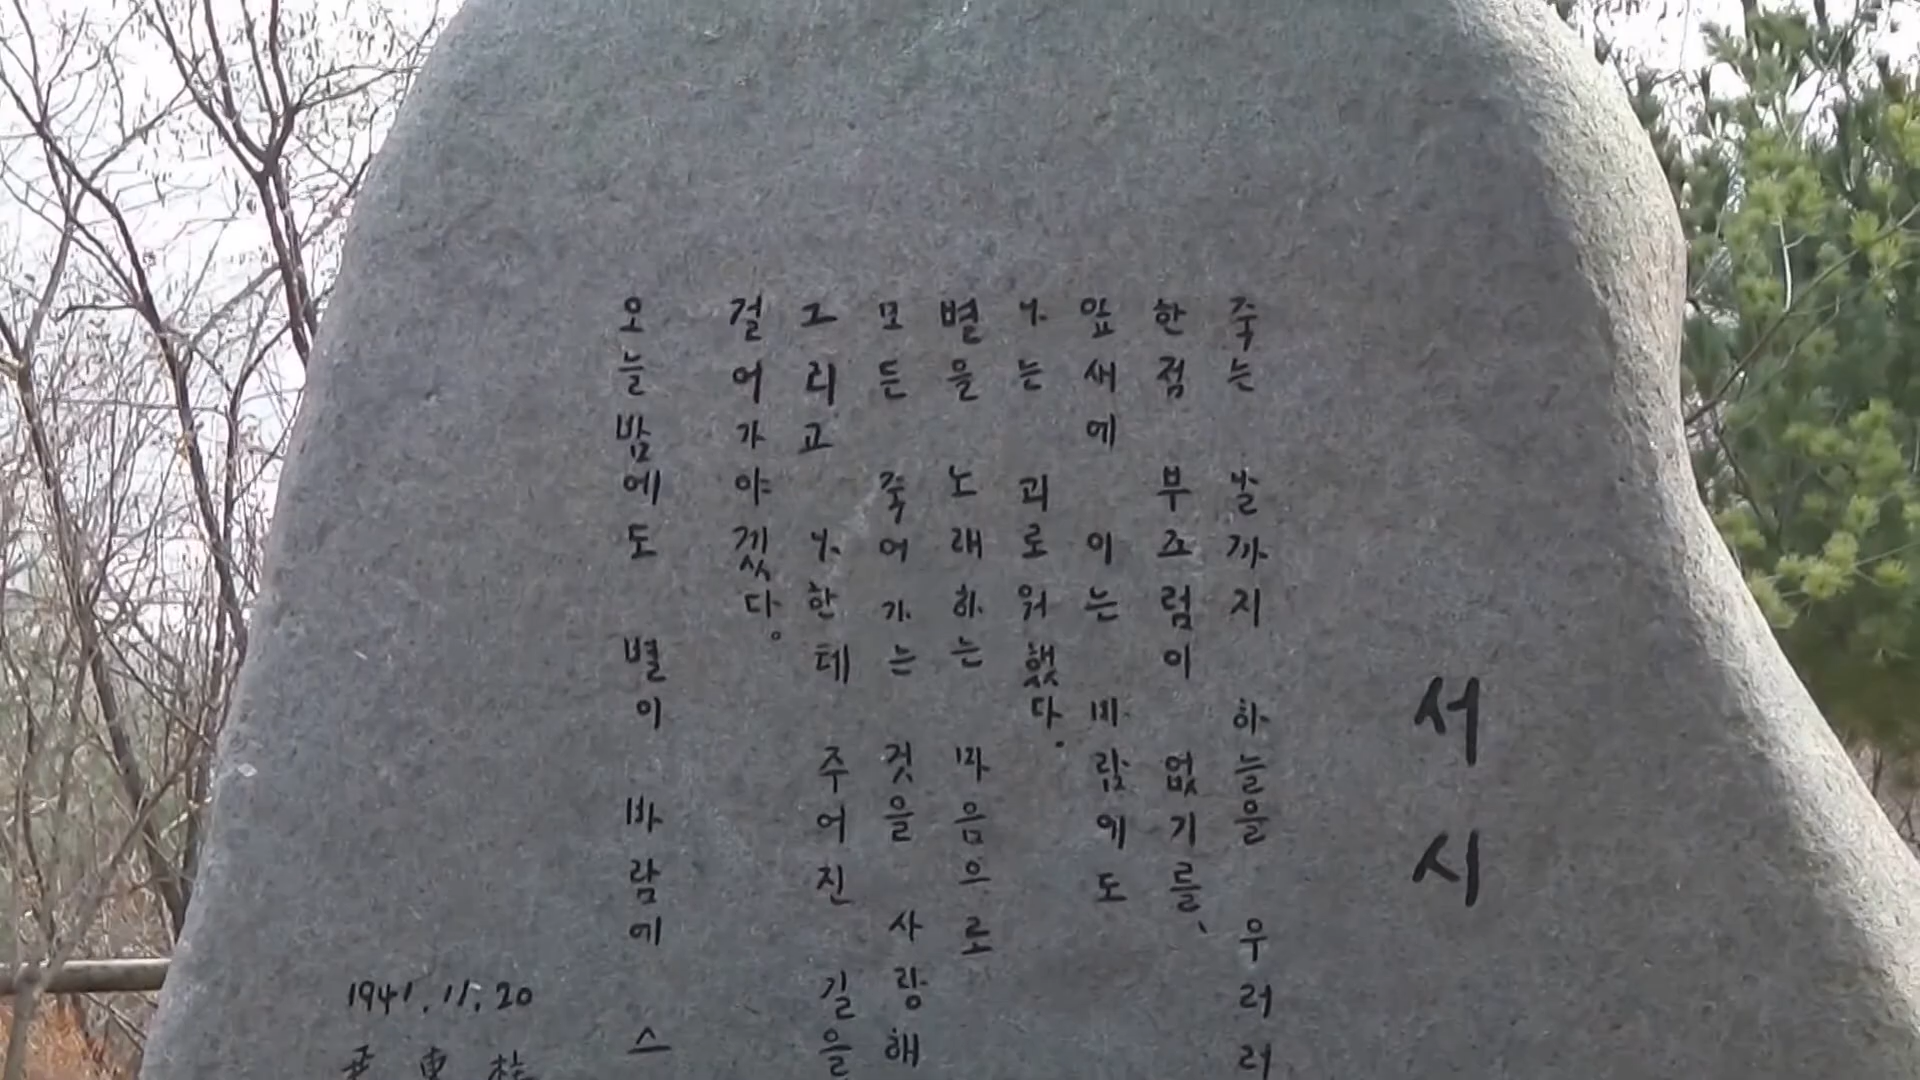 서시
죽는 날까지 하늘을 우러러
한점 부끄럼이 없기를、
잎새에 이는 바람에도
나는 괴로워했다.
별을 노래하는 마음으로
모든 죽어가는 것을 사랑해
그리고 나한테 주어진 길을
걸어가야겠다。
오늘밤에도 별이 바람에 스
1941.11.20